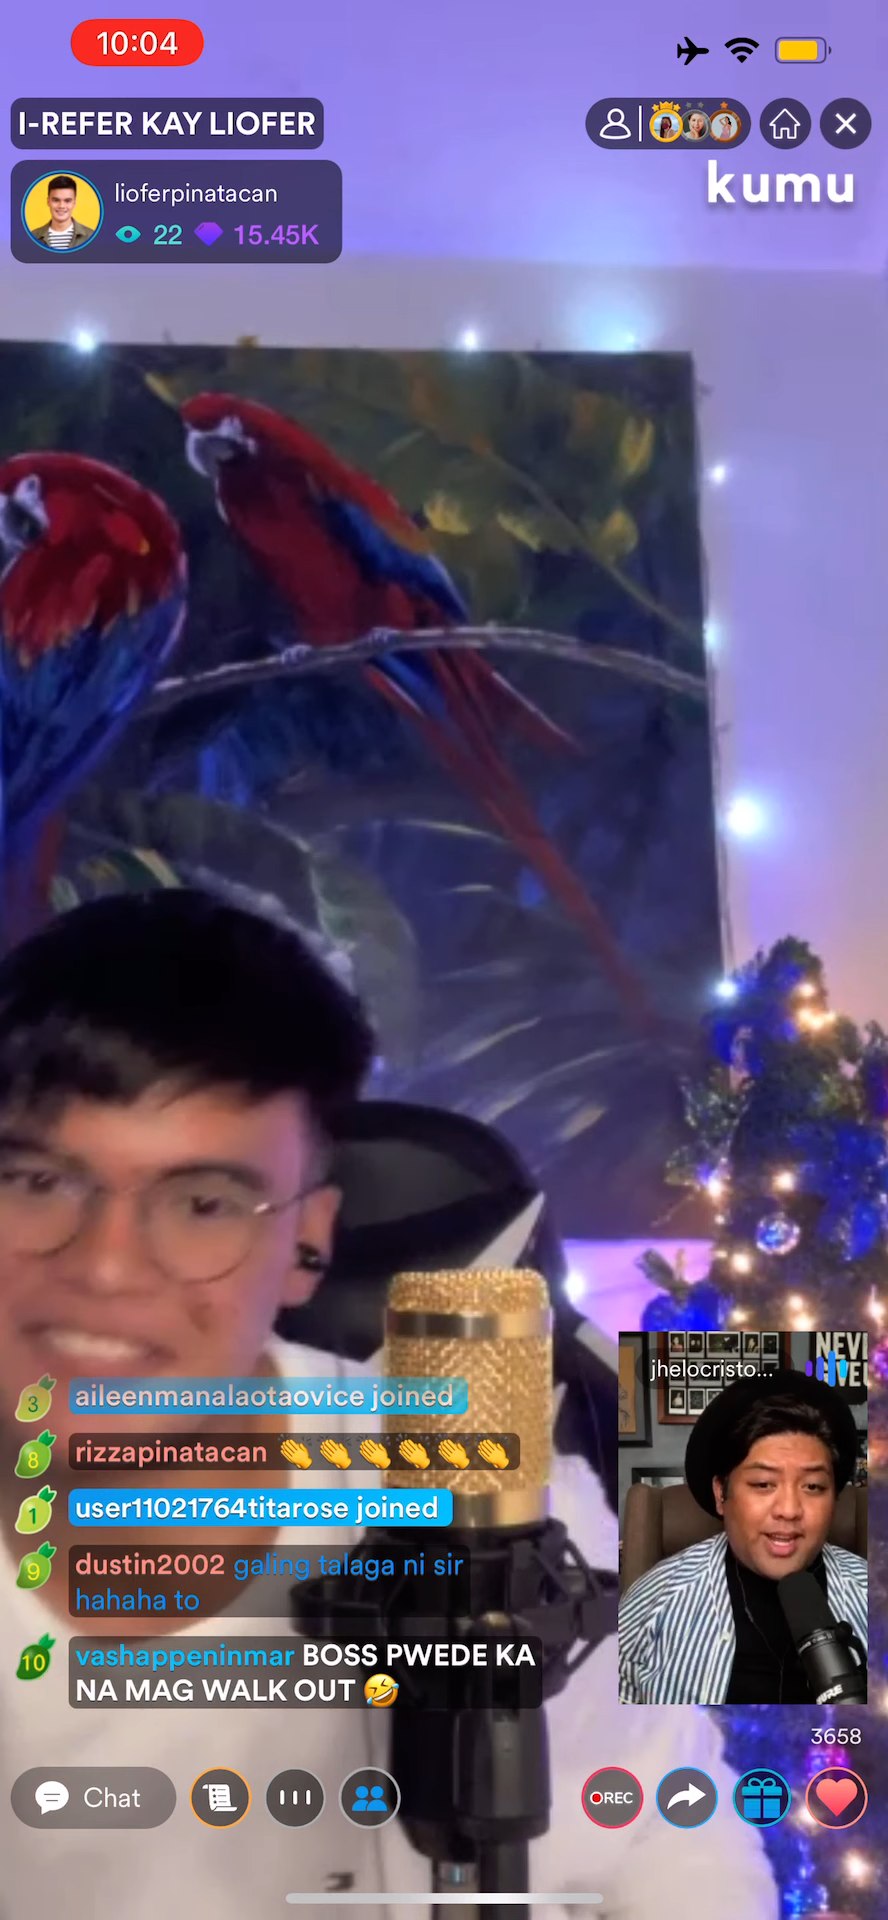 10:04
I-REFER KAY LIOFER
lioferpinatacan
22 15.45K
kumu
jhelocristo...
NEVE
aileenmanalaotaovice joined
3
rizzapinatacan 👏👏👏👏👏👏
8
user11021764titarose joined
1
dustin2002 galing talaga ni sir
9
hahaha to
vashappeninmar BOSS PWEDE KA
10
NA MAG WALK OUT 🤣
3658
Chat
REC